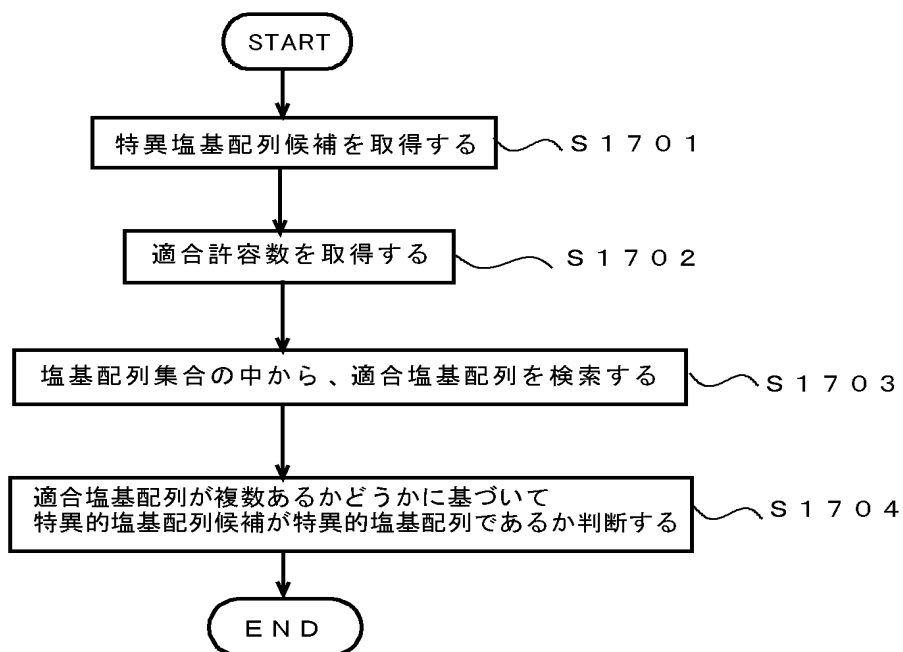 START
特異塩基配列候補を取得する
S1701
適合許容数を取得する
S1702
塩基配列集合の中から、適合塩基配列を検索する
S1703
適合塩基配列が複数あるかどうかに基づいて
特異的塩基配列候補が特異的塩基配列であるか判断する
S1704
END